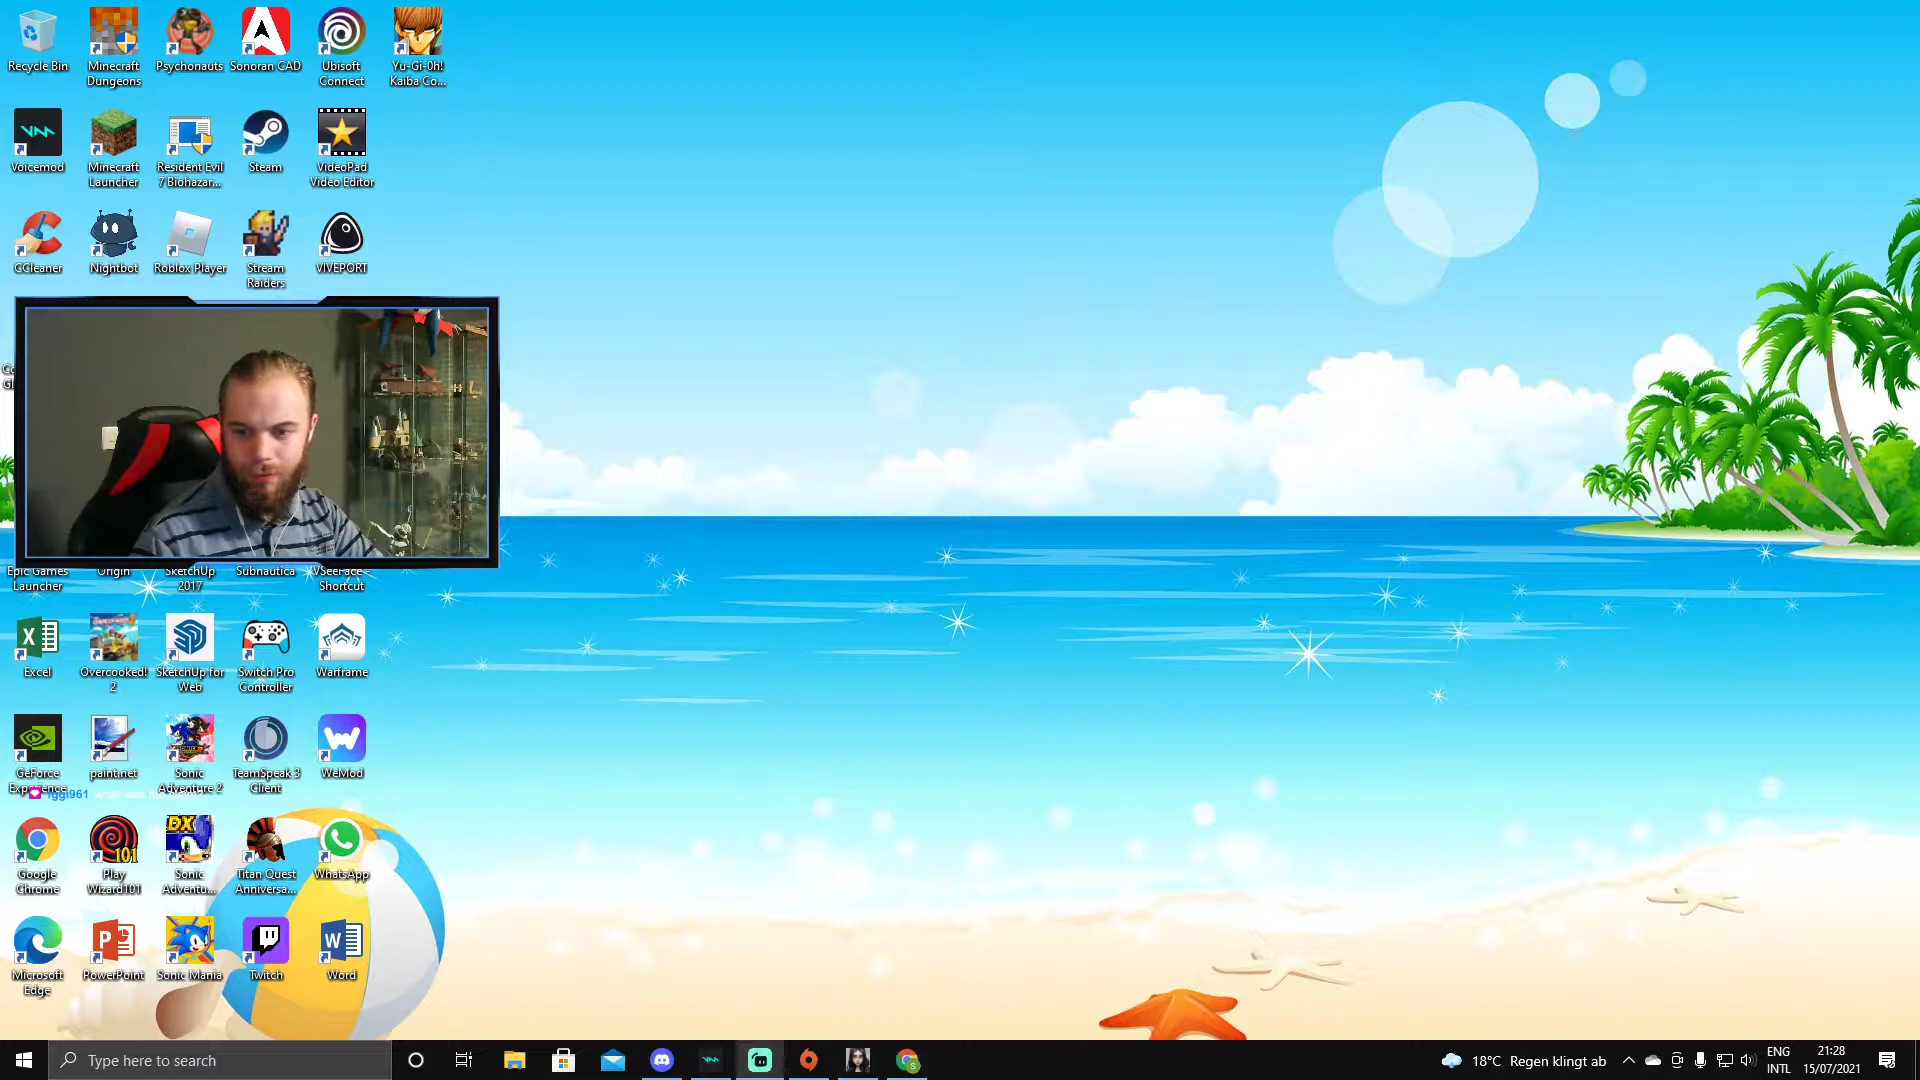 Recycle Bin
Minecraft
Dungeons
Psychonauts
Sonoran CAD
Ubisoft
Connect
Yu-Gi-Oh!
Kaiba Co...
Voicemod
Minecraft
Launcher
Resident Evil
7 Biohazar...
Steam
VideoPad
Video Editor
CCleaner
Nightbot
Roblox Player
Stream
Raiders
VIVEPORT
Epic Games
Launcher
Origin
SketchUp
2017
Subnautica
VSeeFace -
Shortcut
Excel
Overcooked!
2
SketchUp for
Web
Switch Pro
Controller
Warframe
GeForce
Experience
paint.net
Sonic
Adventure 2
TeamSpeak 3
Client
WeMod
iggi961
Google
Chrome
Play
Wizard101
DX
Sonic
Adventu...
Titan Quest
Anniversa...
WhatsApp
Microsoft
Edge
PowerPoint
Sonic Mania
Twitch
Word
Type here to search
18°C Regen klingt ab
ENG
INTL
21:28
15/07/2021